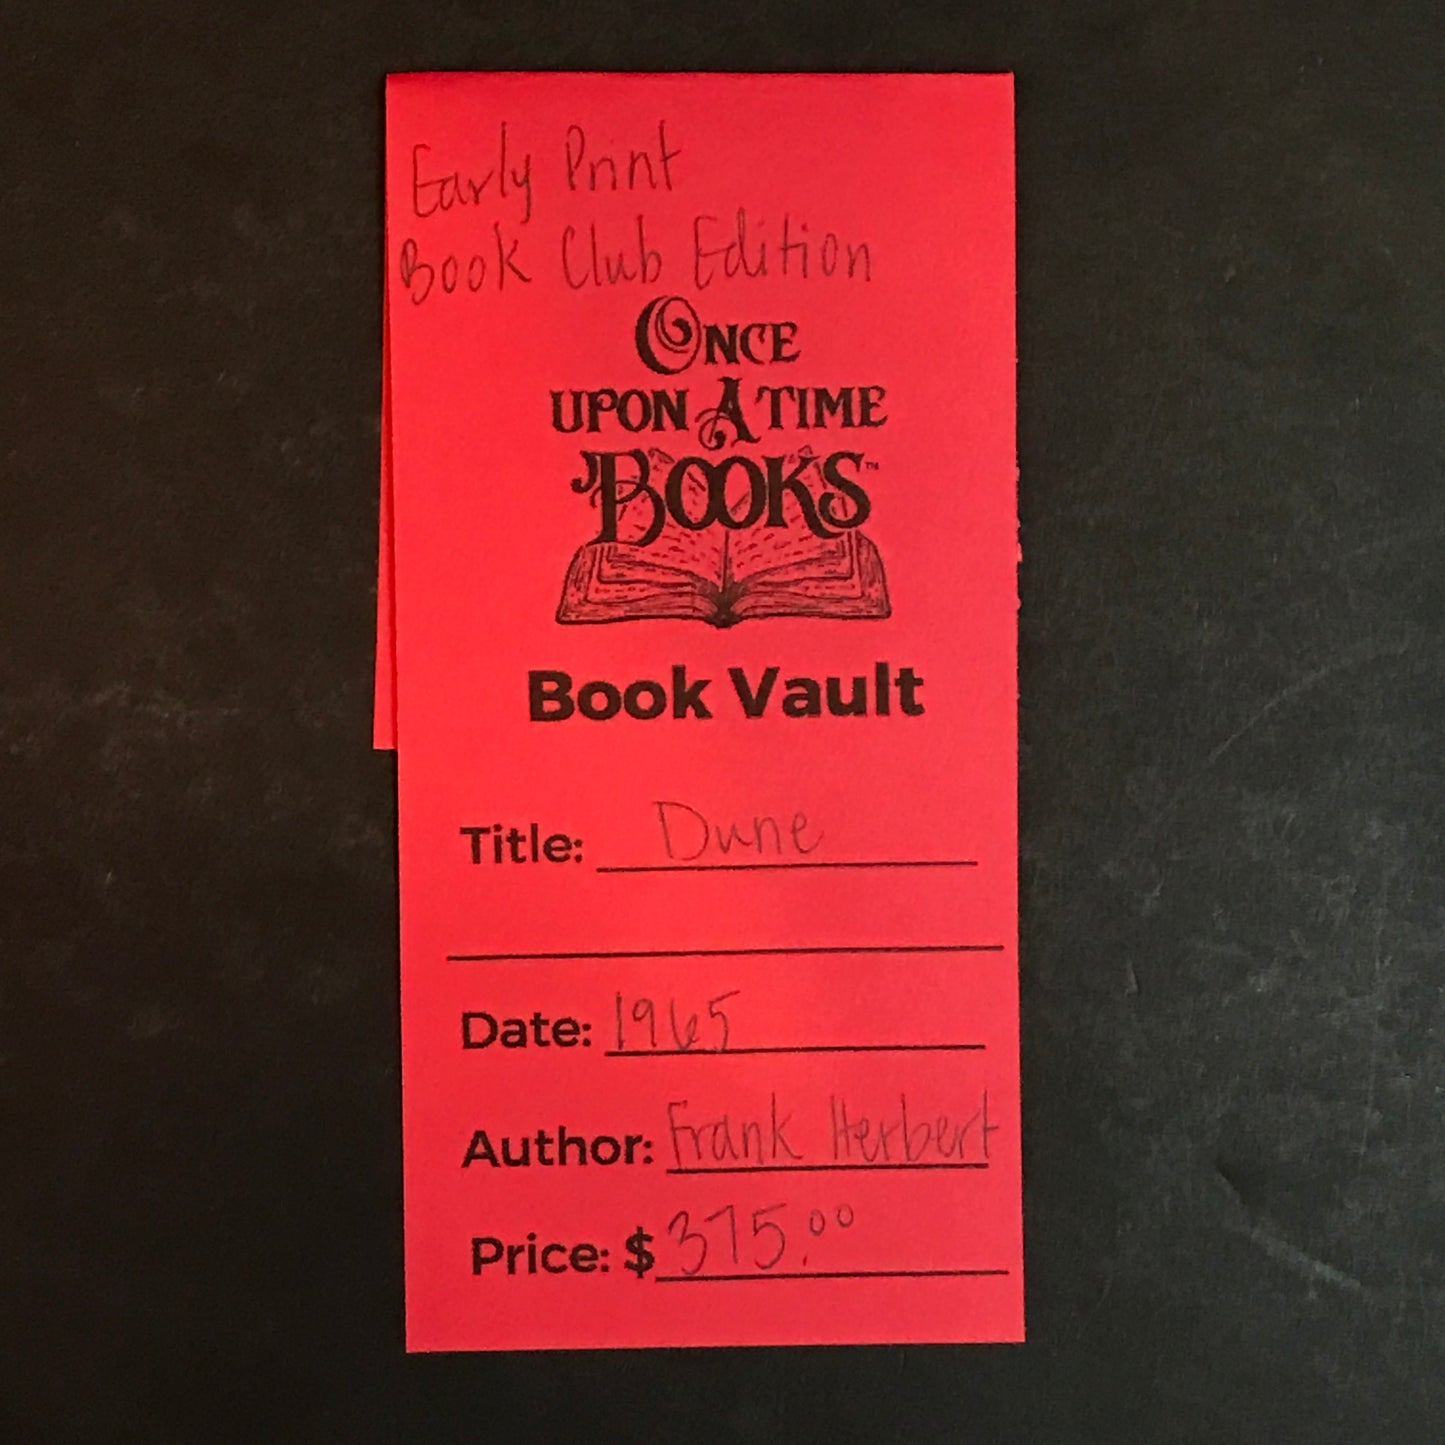 Early Print
Book Club Edition
ONCE
UPON A TIME
BOOKS™
Book Vault
Title: Dune
Date: 1965
Author: Frank Herbert
Price: $375.00